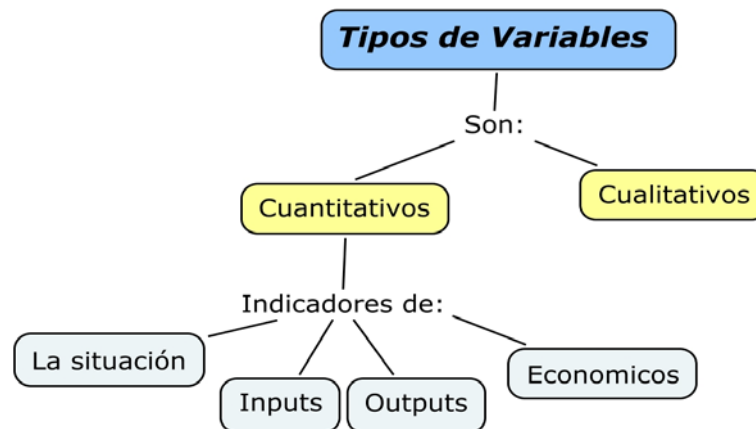 Tipos de Variables
Son:
Cuantitativos
Cualitativos
Indicadores de:
La situación
Inputs
Outputs
Economicos